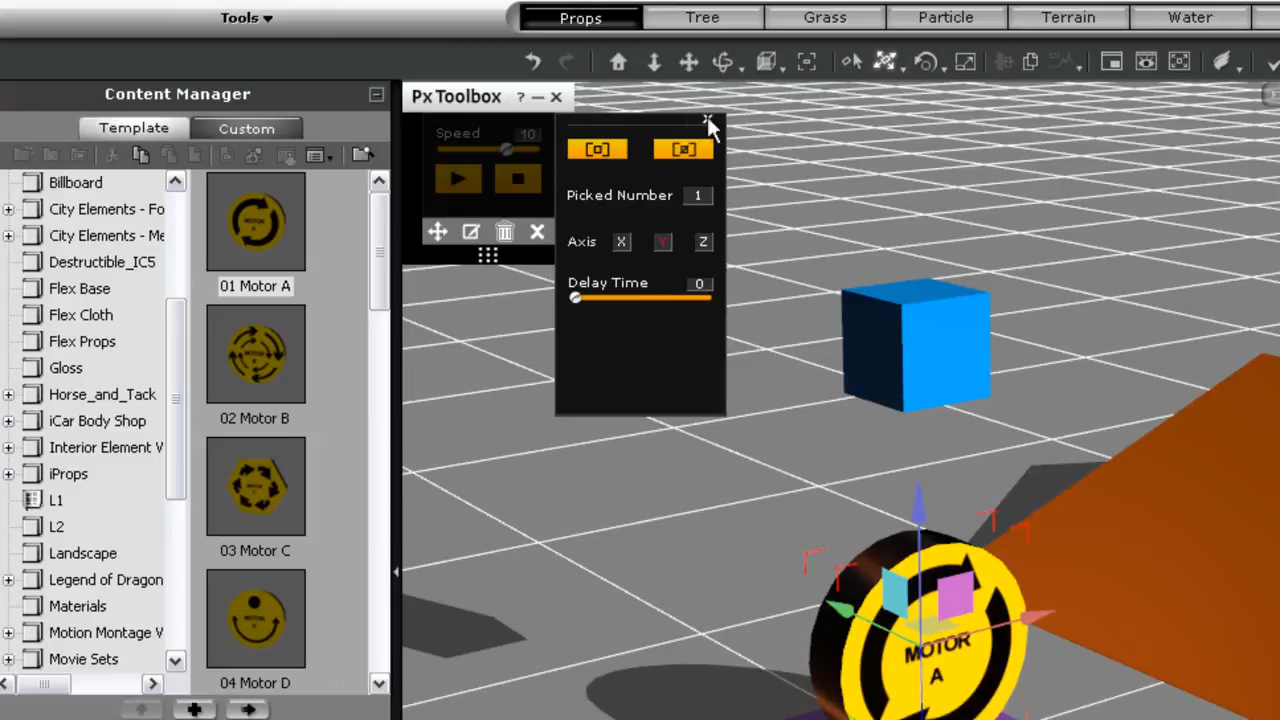 Tools
Props
Tree
Grass
Particle
Terrain
Water
Content Manager
Template
Custom
Billboard
City Elements - Fo
City Elements - Me
Destructible_IC5
Flex Base
Flex Cloth
Flex Props
Gloss
Horse_and_Tack
iCar Body Shop
Interior Element V
iProps
L1
L2
Landscape
Legend of Dragon
Materials
Motion Montage V
Movie Sets
01 Motor A
02 Motor B
03 Motor C
04 Motor D
Px Toolbox ?
Speed 10
Picked Number 1
Axis X Y Z
Delay Time 0
MOTOR
A